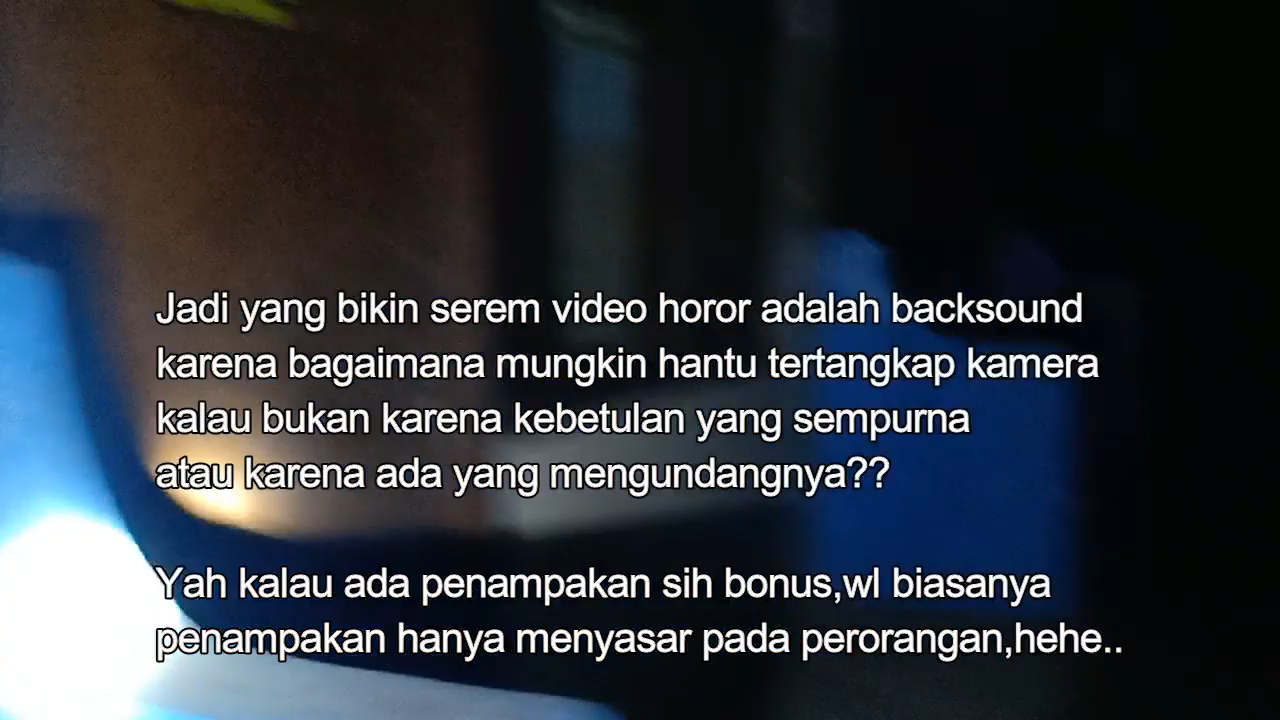 Jadi yang bikin serem video horor adalah backsound
karena bagaimana mungkin hantu tertangkap kamera
kalau bukan karena kebetulan yang sempurna
atau karena ada yang mengundangnya??
Yah kalau ada penampakan sih bonus,wl biasanya
penampakan hanya menyasar pada perorangan,hehe..